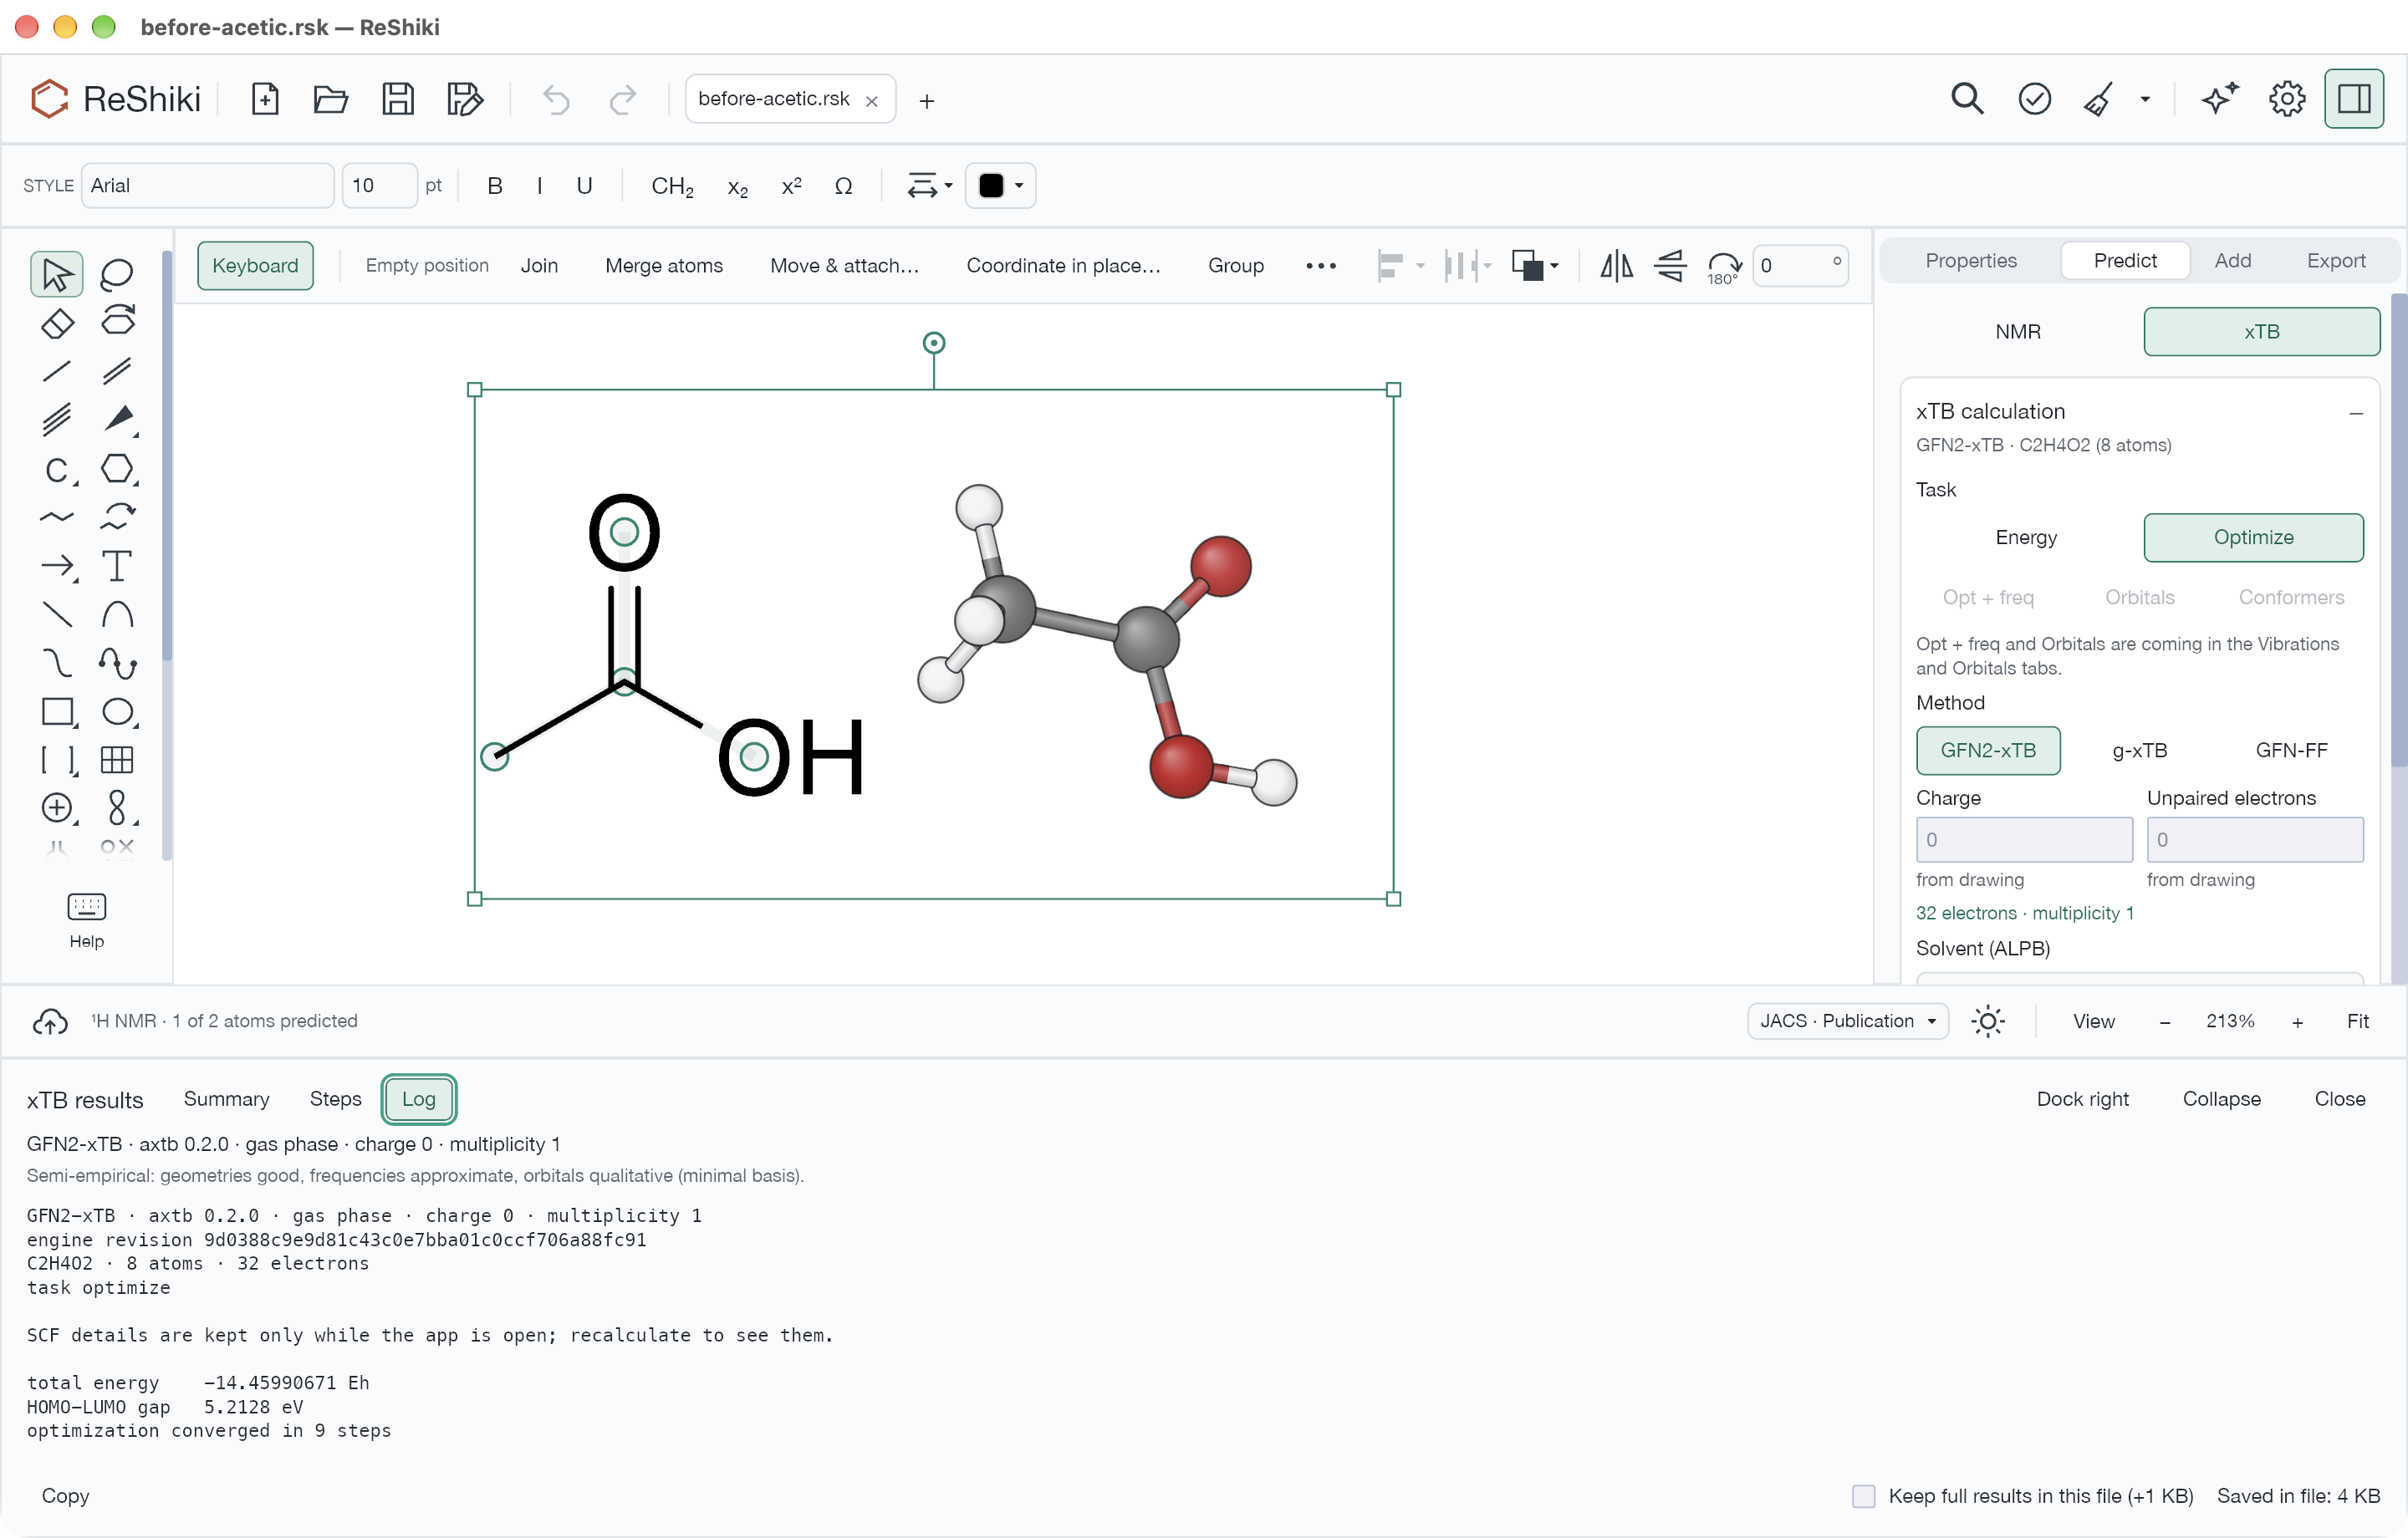 before-acetic.rsk — ReShiki
ReShiki
before-acetic.rsk ×
+
STYLE Arial 10 pt B I U CH₂ x₂ x² Ω
Keyboard Empty position Join Merge atoms Move & attach... Coordinate in place... Group ••• 180° 0 °
Properties Predict Add Export
NMR xTB
xTB calculation –
GFN2-xTB · C2H4O2 (8 atoms)
Task
Energy Optimize
Opt + freq Orbitals Conformers
Opt + freq and Orbitals are coming in the Vibrations
and Orbitals tabs.
Method
GFN2-xTB g-xTB GFN-FF
Charge Unpaired electrons
0 0
from drawing from drawing
32 electrons · multiplicity 1
Solvent (ALPB)
C
T
[ ]
Help
O
OH
¹H NMR · 1 of 2 atoms predicted
JACS · Publication View – 213% + Fit
xTB results Summary Steps Log Dock right Collapse Close
GFN2-xTB · axtb 0.2.0 · gas phase · charge 0 · multiplicity 1
Semi-empirical: geometries good, frequencies approximate, orbitals qualitative (minimal basis).
GFN2-xTB · axtb 0.2.0 · gas phase · charge 0 · multiplicity 1
engine revision 9d0388c9e9d81c43c0e7bba01c0ccf706a88fc91
C2H4O2 · 8 atoms · 32 electrons
task optimize
SCF details are kept only while the app is open; recalculate to see them.
total energy −14.45990671 Eh
HOMO-LUMO gap 5.2128 eV
optimization converged in 9 steps
Copy Keep full results in this file (+1 KB) Saved in file: 4 KB